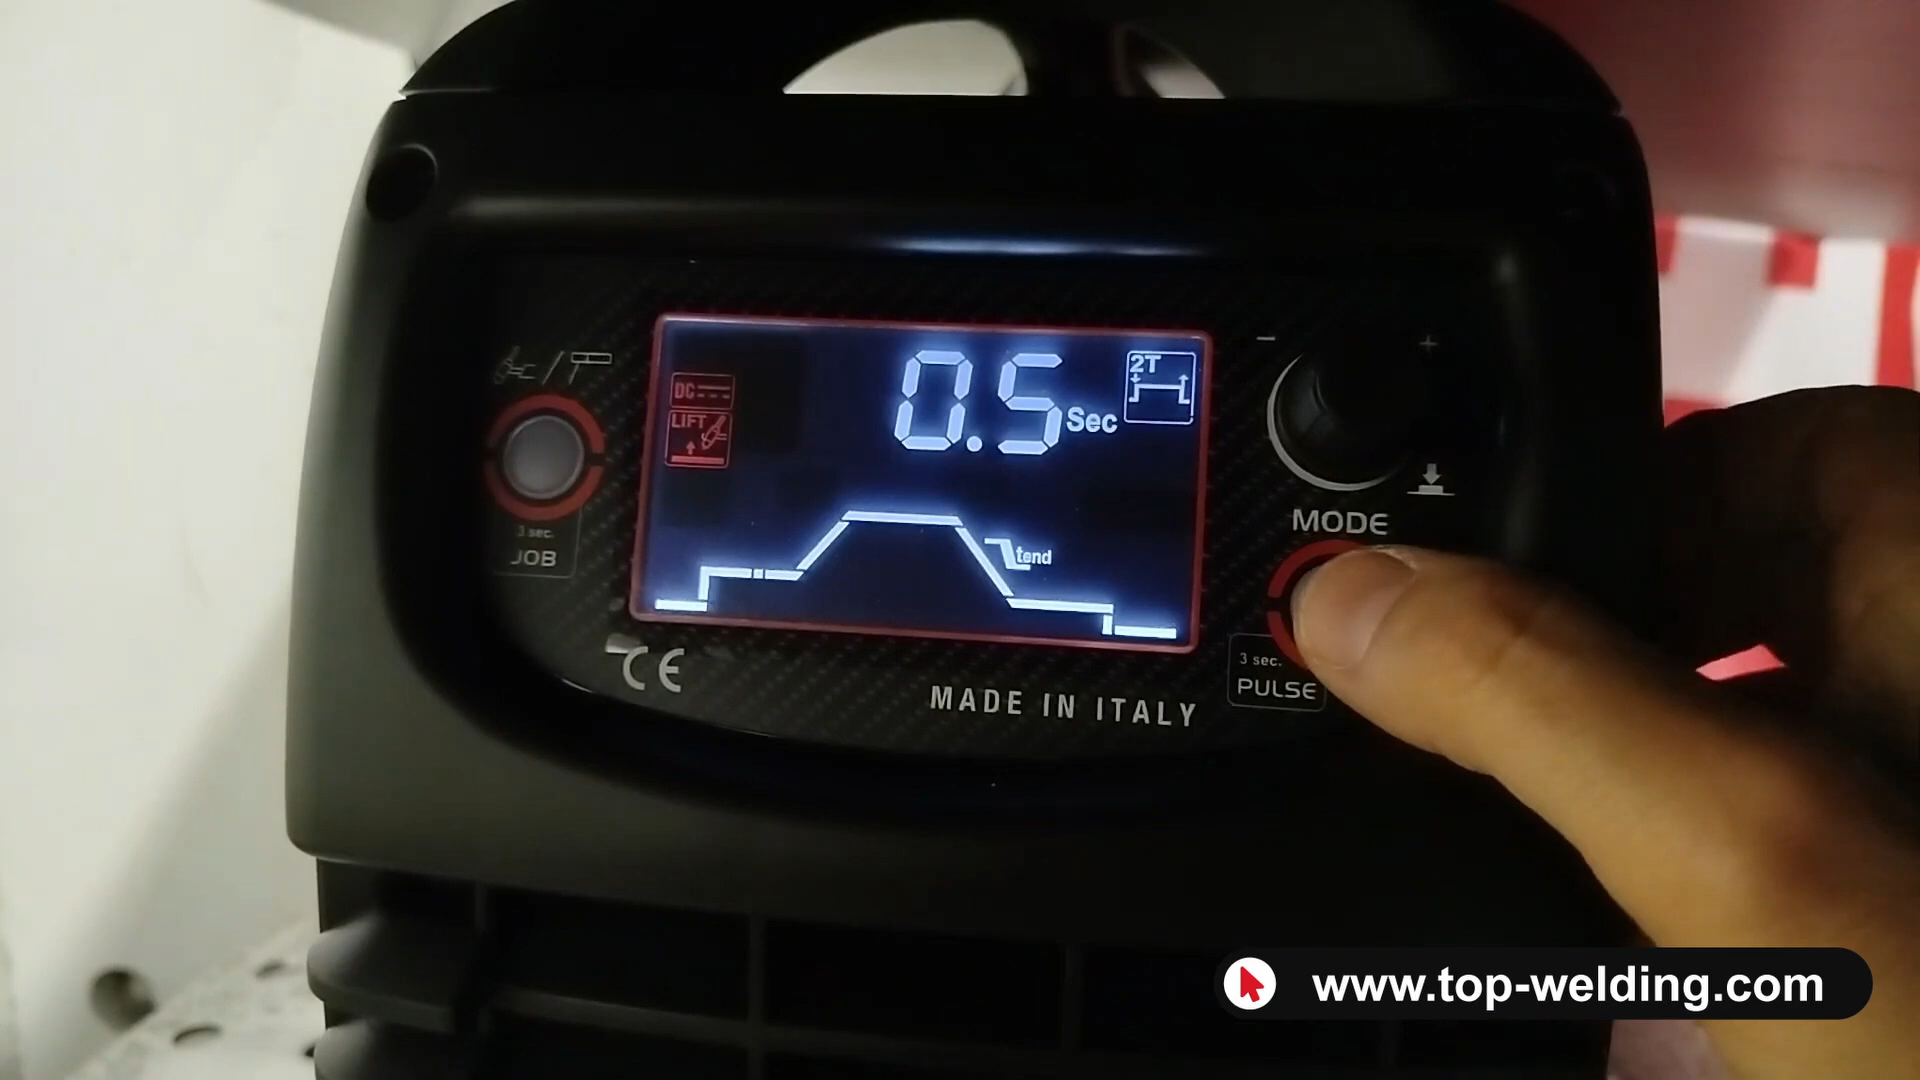 0.5 Sec
2T
DC
LIFT
tend
3 sec.
JOB
MODE
3 sec.
PULSE
CE
MADE IN ITALY
www.top-welding.com